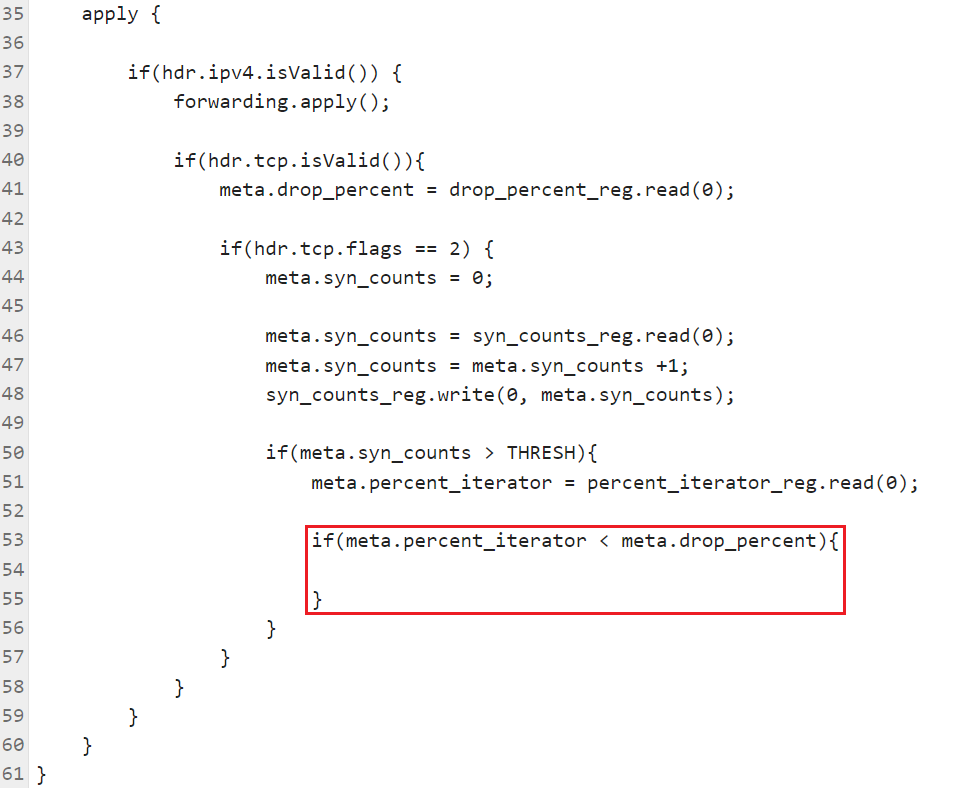 35 apply {
36
37 if(hdr.ipv4.isValid()) {
38 forwarding.apply();
39
40 if(hdr.tcp.isValid()){
41 meta.drop_percent = drop_percent_reg.read(0);
42
43 if(hdr.tcp.flags == 2) {
44 meta.syn_counts = 0;
45
46 meta.syn_counts = syn_counts_reg.read(0);
47 meta.syn_counts = meta.syn_counts +1;
48 syn_counts_reg.write(0, meta.syn_counts);
49
50 if(meta.syn_counts > THRESH){
51 meta.percent_iterator = percent_iterator_reg.read(0);
52
53 if(meta.percent_iterator < meta.drop_percent){
54
55 }
56 }
57 }
58 }
59 }
60 }
61 }